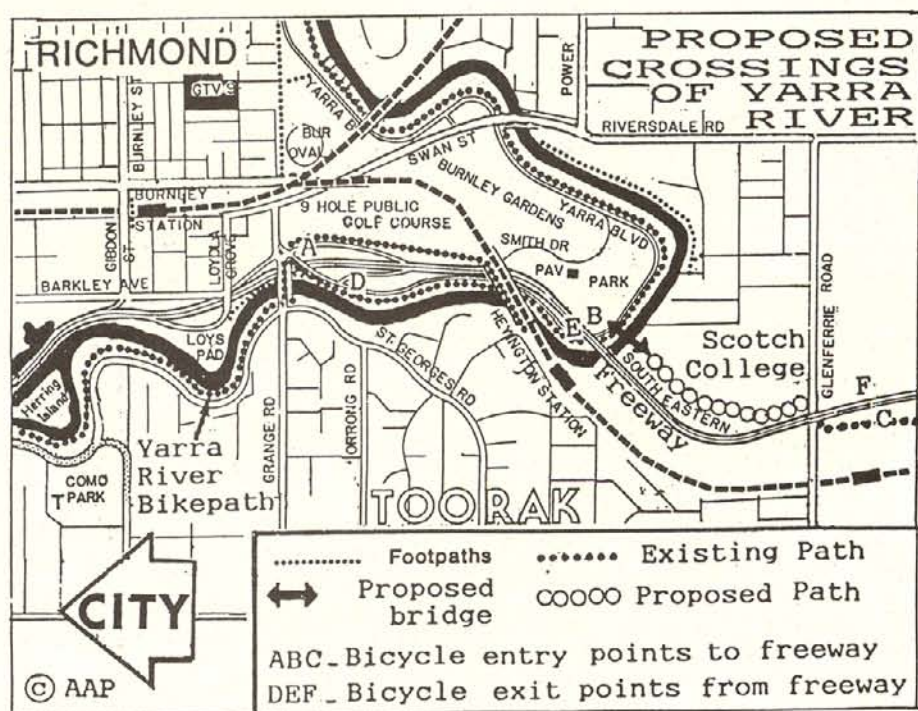 RICHMOND
PROPOSED
CROSSINGS
OF YARRA
RIVER
BURNLEY ST
GTV 9
YARRA B
BUR
OVAL
POWER
RIVERSDALE RD
SWAN ST
BURNLEY
STATION
BURNLEY
GARDENS
YARRA BLVD
9 HOLE PUBLIC
GOLF COURSE
SMITH DR
PAV
PARK
GIBDON
ST
LOYOLA
GROVE
BARKLEY AVE
A
D
E
B
LOYS
PAD
HEYINGTON STATION
SOUTH EASTERN
Freeway
Scotch
College
GLENFERRIE ROAD
F
C
Herring
Island
ST. GEORGES RD
GRANGE RD
ORRONG RD
Yarra
River
Bikepath
COMO
PARK
T
TOORAK
CITY
© AAP
Footpaths
Existing Path
Proposed
bridge
Proposed Path
ABC_Bicycle entry points to freeway
DEF_Bicycle exit points from freeway